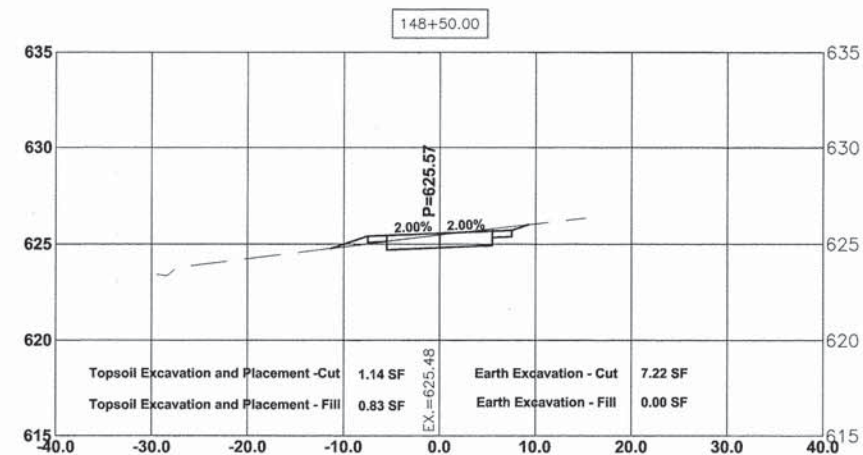 148+50.00
635 635
630 630
P=625.57
2.00% 2.00%
625 625
620 620
EX.=625.48
Topsoil Excavation and Placement -Cut 1.14 SF Earth Excavation - Cut 7.22 SF
Topsoil Excavation and Placement - Fill 0.83 SF Earth Excavation - Fill 0.00 SF
615 615
-40.0 -30.0 -20.0 -10.0 0.0 10.0 20.0 30.0 40.0